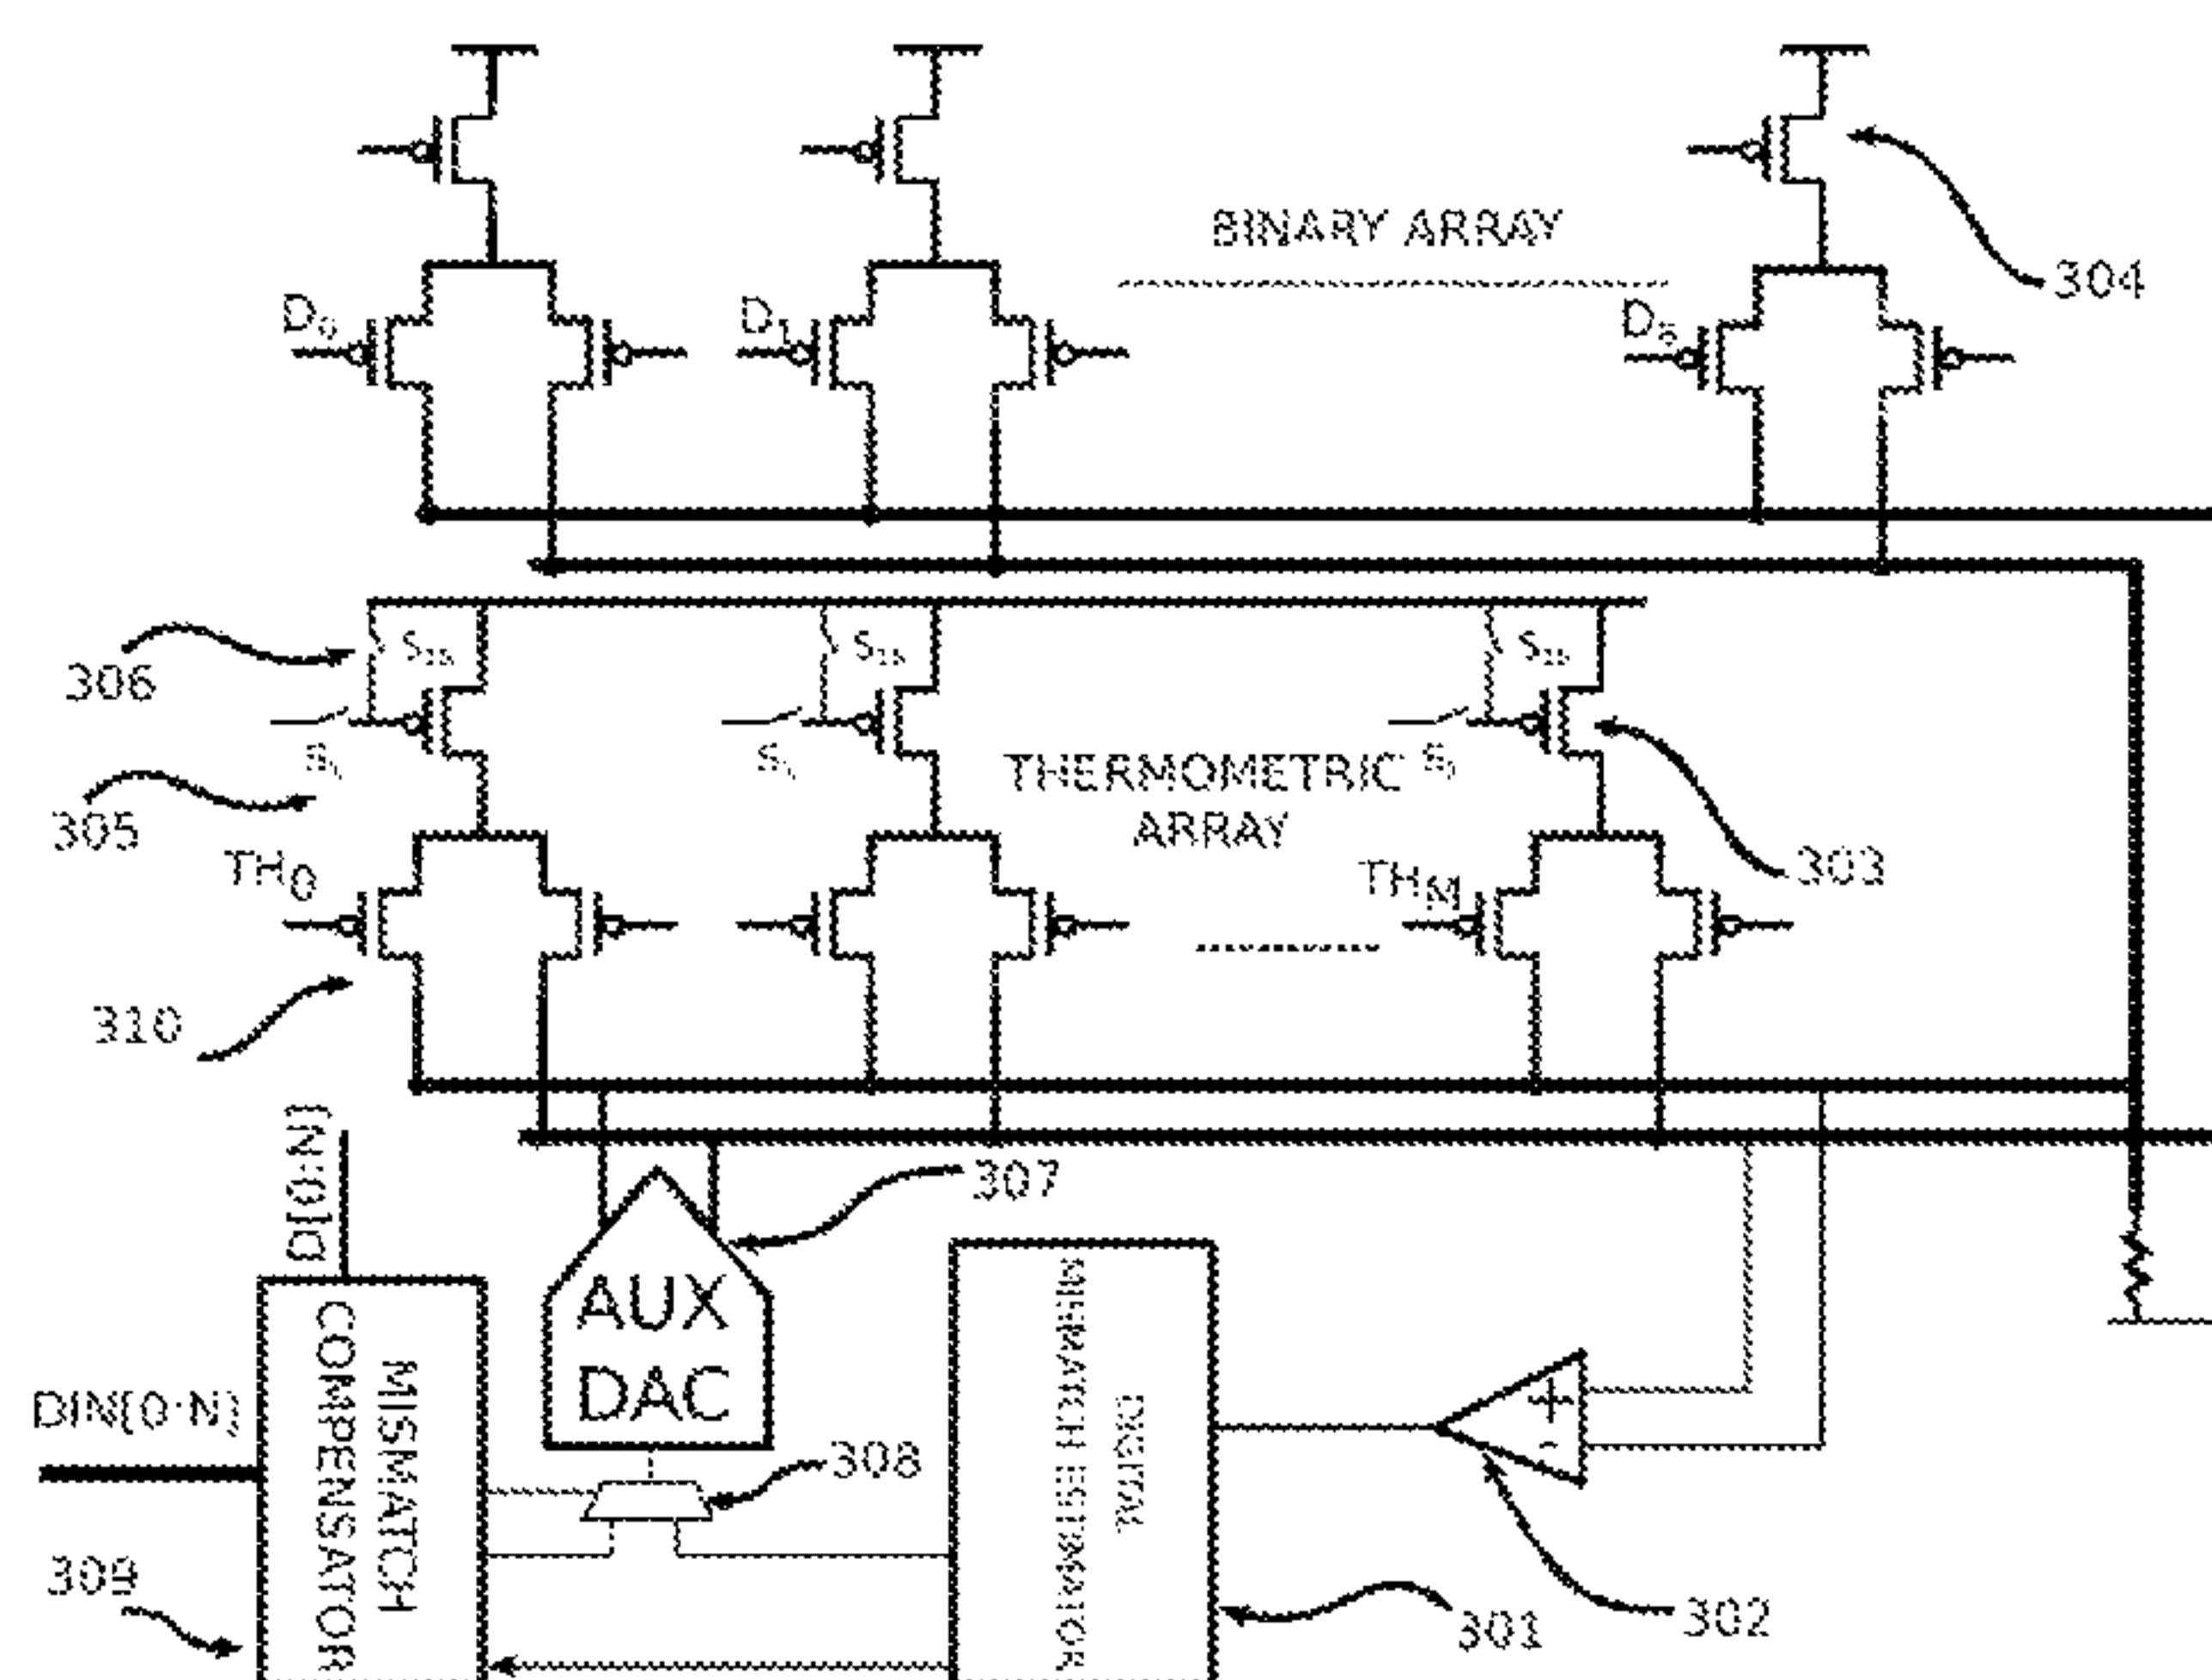 BINARY ARRAY
304
D₀
D₁
306
305
THERMOMETRIC
ARRAY
303
TH₀
TH_M
310
D[0:N]
307
AUX
DAC
MISMATCH
COMPENSATOR
DIGITAL
MISMATCH ESTIMATOR
DIN[0:N]
308
309
301
302